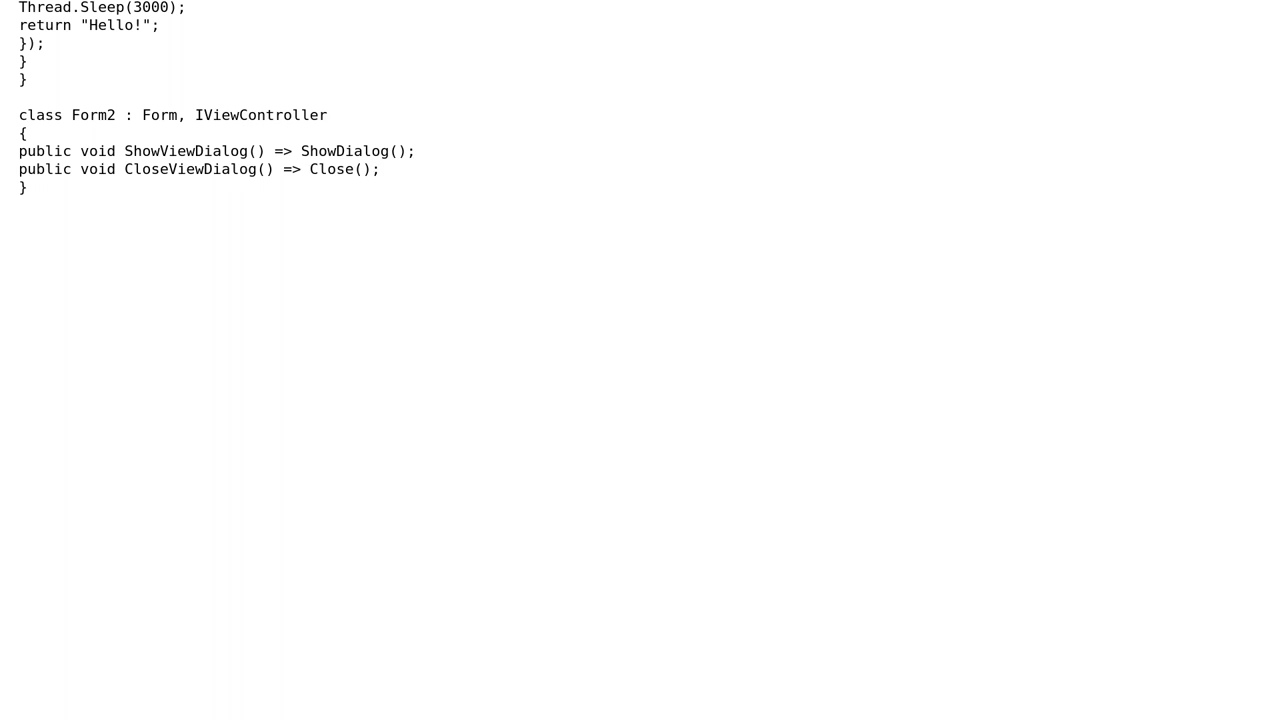 Thread.Sleep(3000);
return "Hello!";
});
}
}

class Form2 : Form, IViewController
{
public void ShowViewDialog() => ShowDialog();
public void CloseViewDialog() => Close();
}